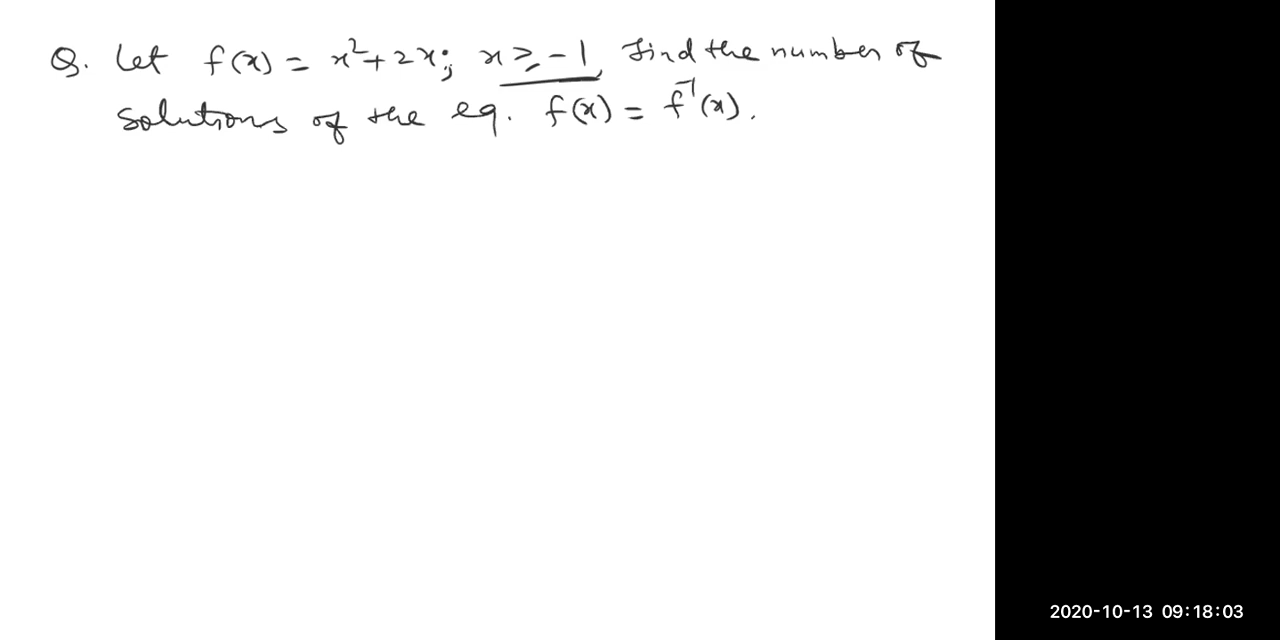 Q. Let f(x) = x²+2x; x ≥ -1, find the number of
solutions of the eq. f(x) = f⁻¹(x).
2020-10-13 09:18:03